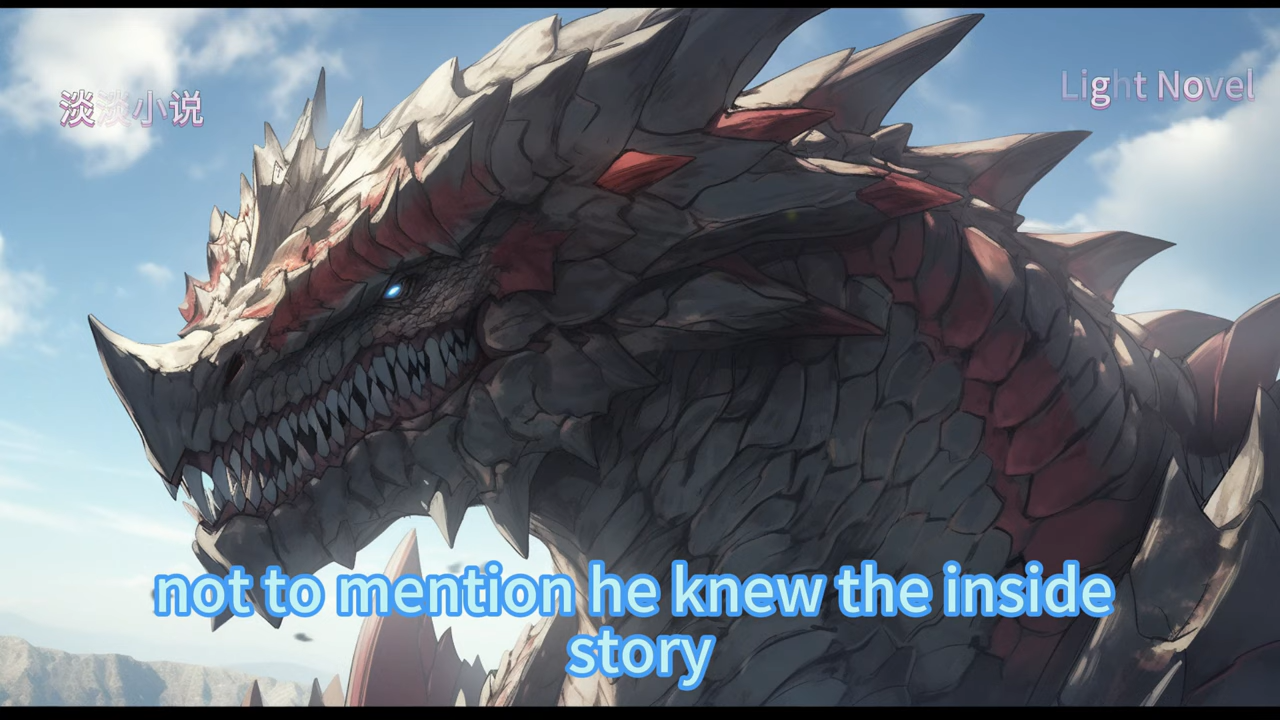 淡淡小说
Light Novel
not to mention he knew the inside
story